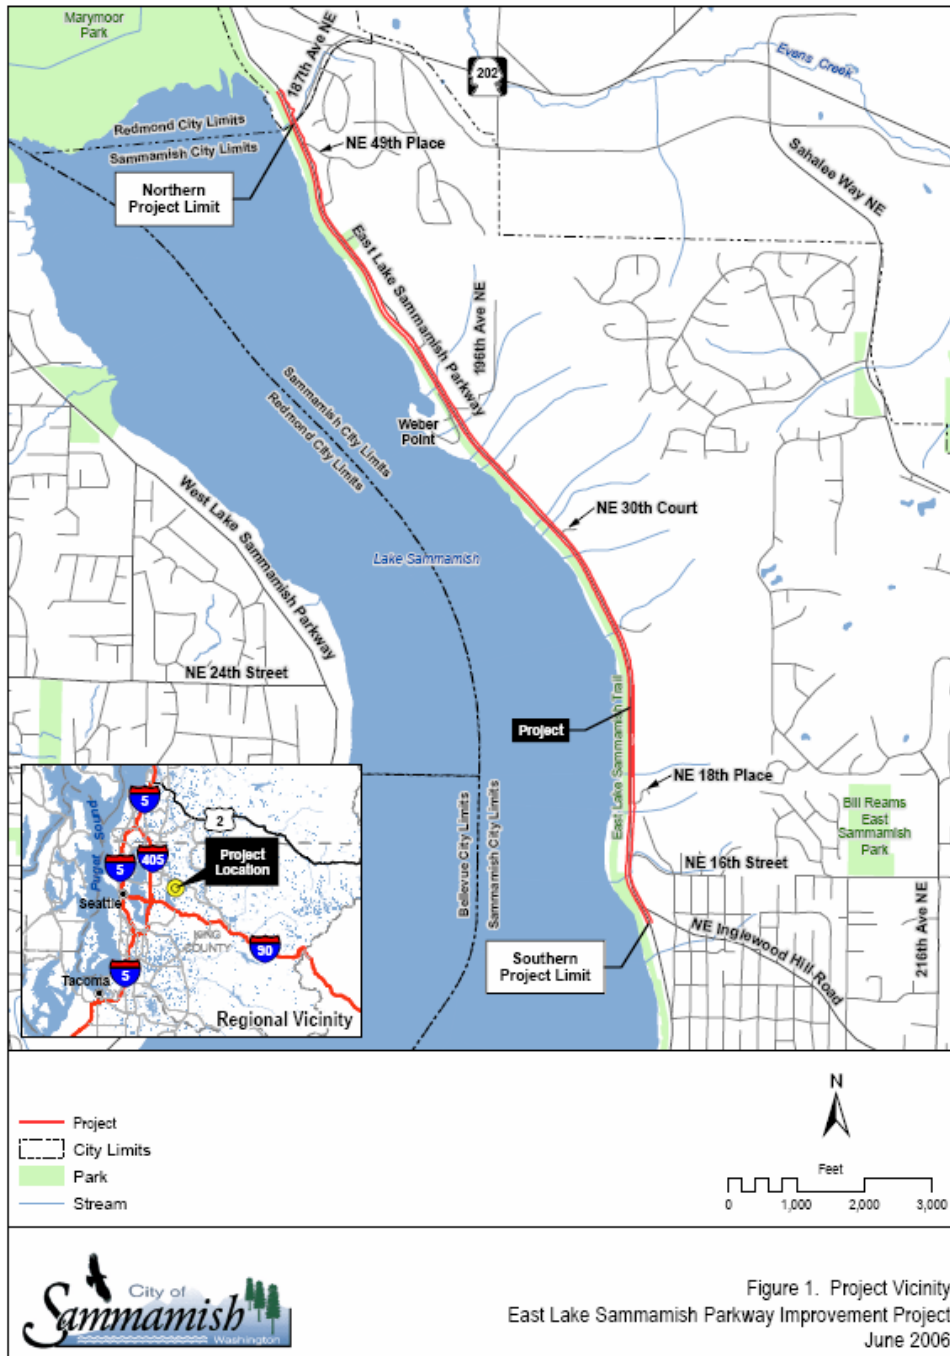 Marymoor
Park
187th Ave NE
202
Evans Creek
Redmond City Limits
Sammamish City Limits
NE 49th Place
Sahalee Way NE
Northern
Project Limit
East Lake Sammamish Parkway
196th Ave NE
Sammamish City Limits
Redmond City Limits
Weber
Point
West Lake Sammamish Parkway
NE 30th Court
Lake Sammamish
NE 24th Street
East Lake Sammamish Trail
Project
NE 18th Place
Bellevue City Limits
Sammamish City Limits
Bill Reams
East
Sammamish
Park
NE 16th Street
216th Ave NE
NE Inglewood Hill Road
Southern
Project Limit
5
2
Puget Sound
405
5
Project
Location
Seattle
KING
COUNTY
90
Tacoma
5
Regional Vicinity
Project
City Limits
Park
Stream
N
Feet
0 1,000 2,000 3,000
City of
Sammamish
Washington
Figure 1. Project Vicinity
East Lake Sammamish Parkway Improvement Project
June 2006